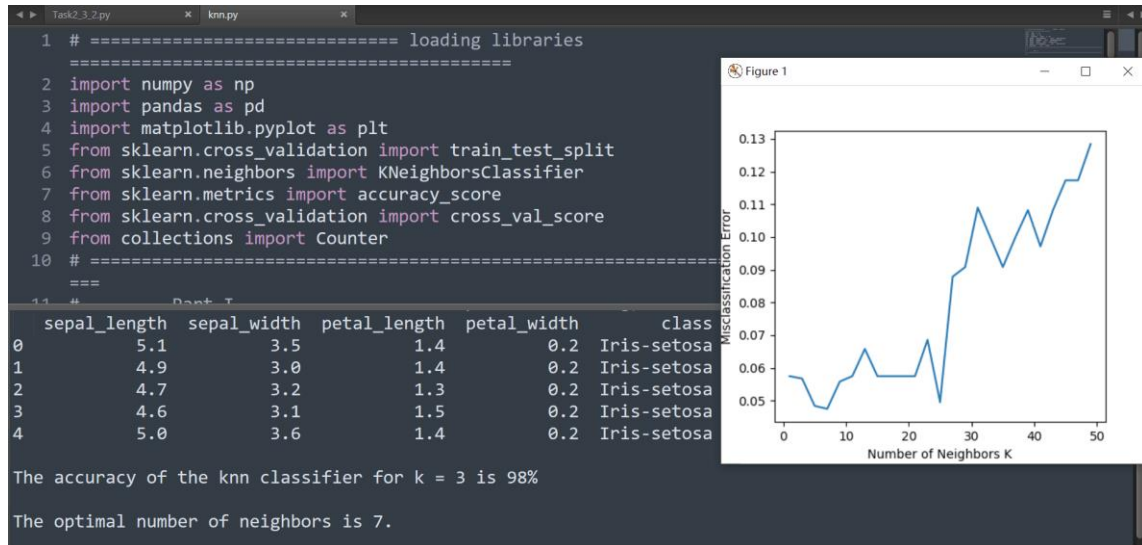 Task2_3_2.py × knn.py ×
1 # ============================== loading libraries
===========================================
2 import numpy as np
3 import pandas as pd
4 import matplotlib.pyplot as plt
5 from sklearn.cross_validation import train_test_split
6 from sklearn.neighbors import KNeighborsClassifier
7 from sklearn.metrics import accuracy_score
8 from sklearn.cross_validation import cross_val_score
9 from collections import Counter
10 # ==============================================================
===
11 # Part I
sepal_length sepal_width petal_length petal_width class
0 5.1 3.5 1.4 0.2 Iris-setosa
1 4.9 3.0 1.4 0.2 Iris-setosa
2 4.7 3.2 1.3 0.2 Iris-setosa
3 4.6 3.1 1.5 0.2 Iris-setosa
4 5.0 3.6 1.4 0.2 Iris-setosa
The accuracy of the knn classifier for k = 3 is 98%
The optimal number of neighbors is 7.
Figure 1
Misclassification Error
0.13
0.12
0.11
0.10
0.09
0.08
0.07
0.06
0.05
0 10 20 30 40 50
Number of Neighbors K